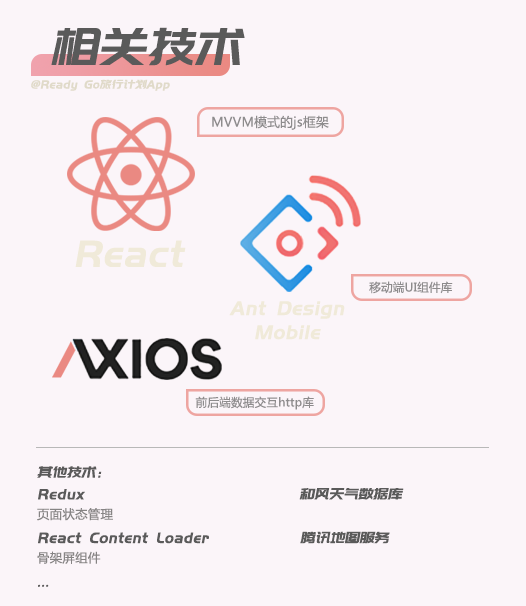 相关技术
@Ready Go旅行计划App
MVVM模式的js框架
React
移动端UI组件库
Ant Design
Mobile
AXIOS
前后端数据交互http库
其他技术：
Redux
页面状态管理
和风天气数据库
React Content Loader
骨架屏组件
腾讯地图服务
...